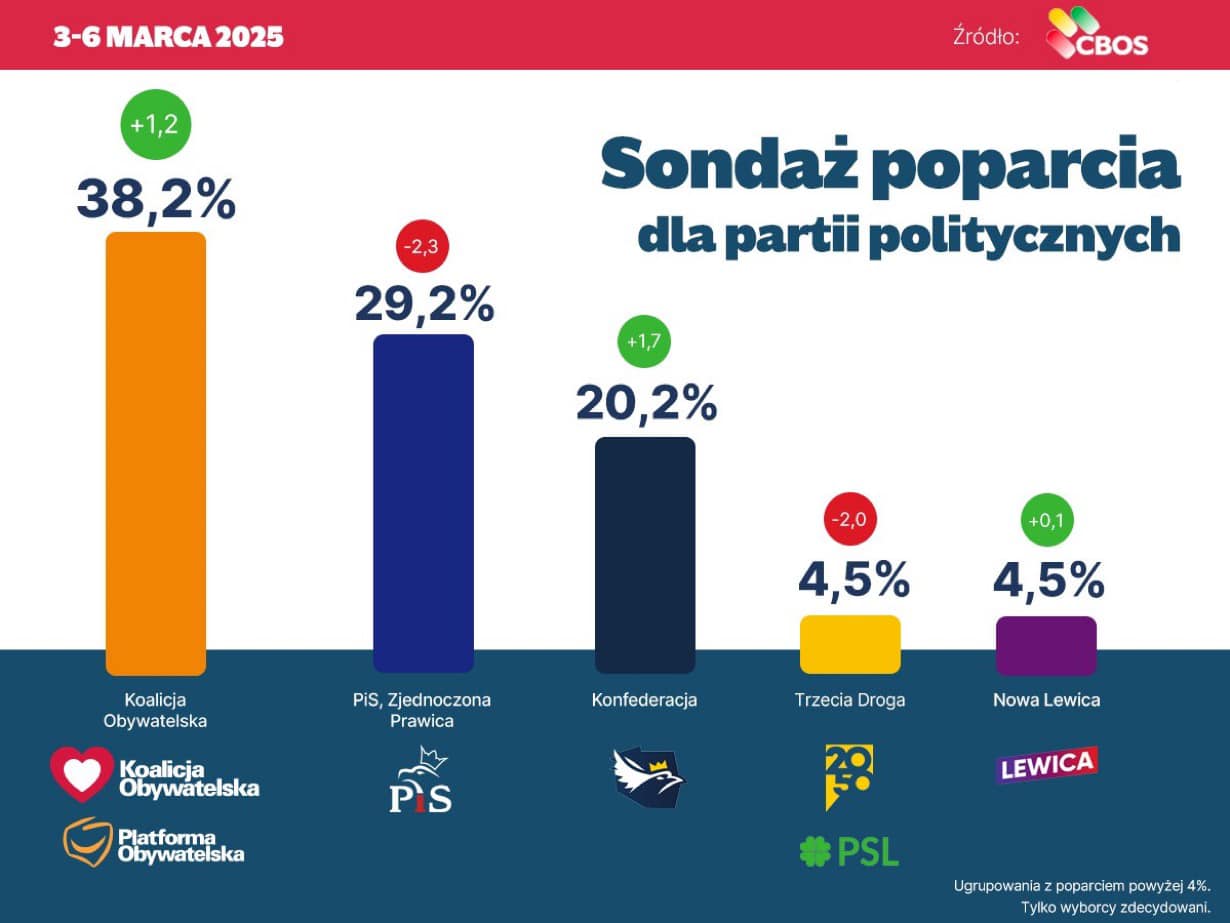 3-6 MARCA 2025
Źródło:
CBOS
Sondaż poparcia
dla partii politycznych
+1,2
38,2%
-2,3
29,2%
+1,7
20,2%
-2,0
4,5%
+0,1
4,5%
Koalicja
Obywatelska
PiS, Zjednoczona
Prawica
Konfederacja
Trzecia Droga
Nowa Lewica
Koalicja
Obywatelska
Platforma
Obywatelska
PiS
2050
PSL
LEWICA
Ugrupowania z poparciem powyżej 4%.
Tylko wyborcy zdecydowani.